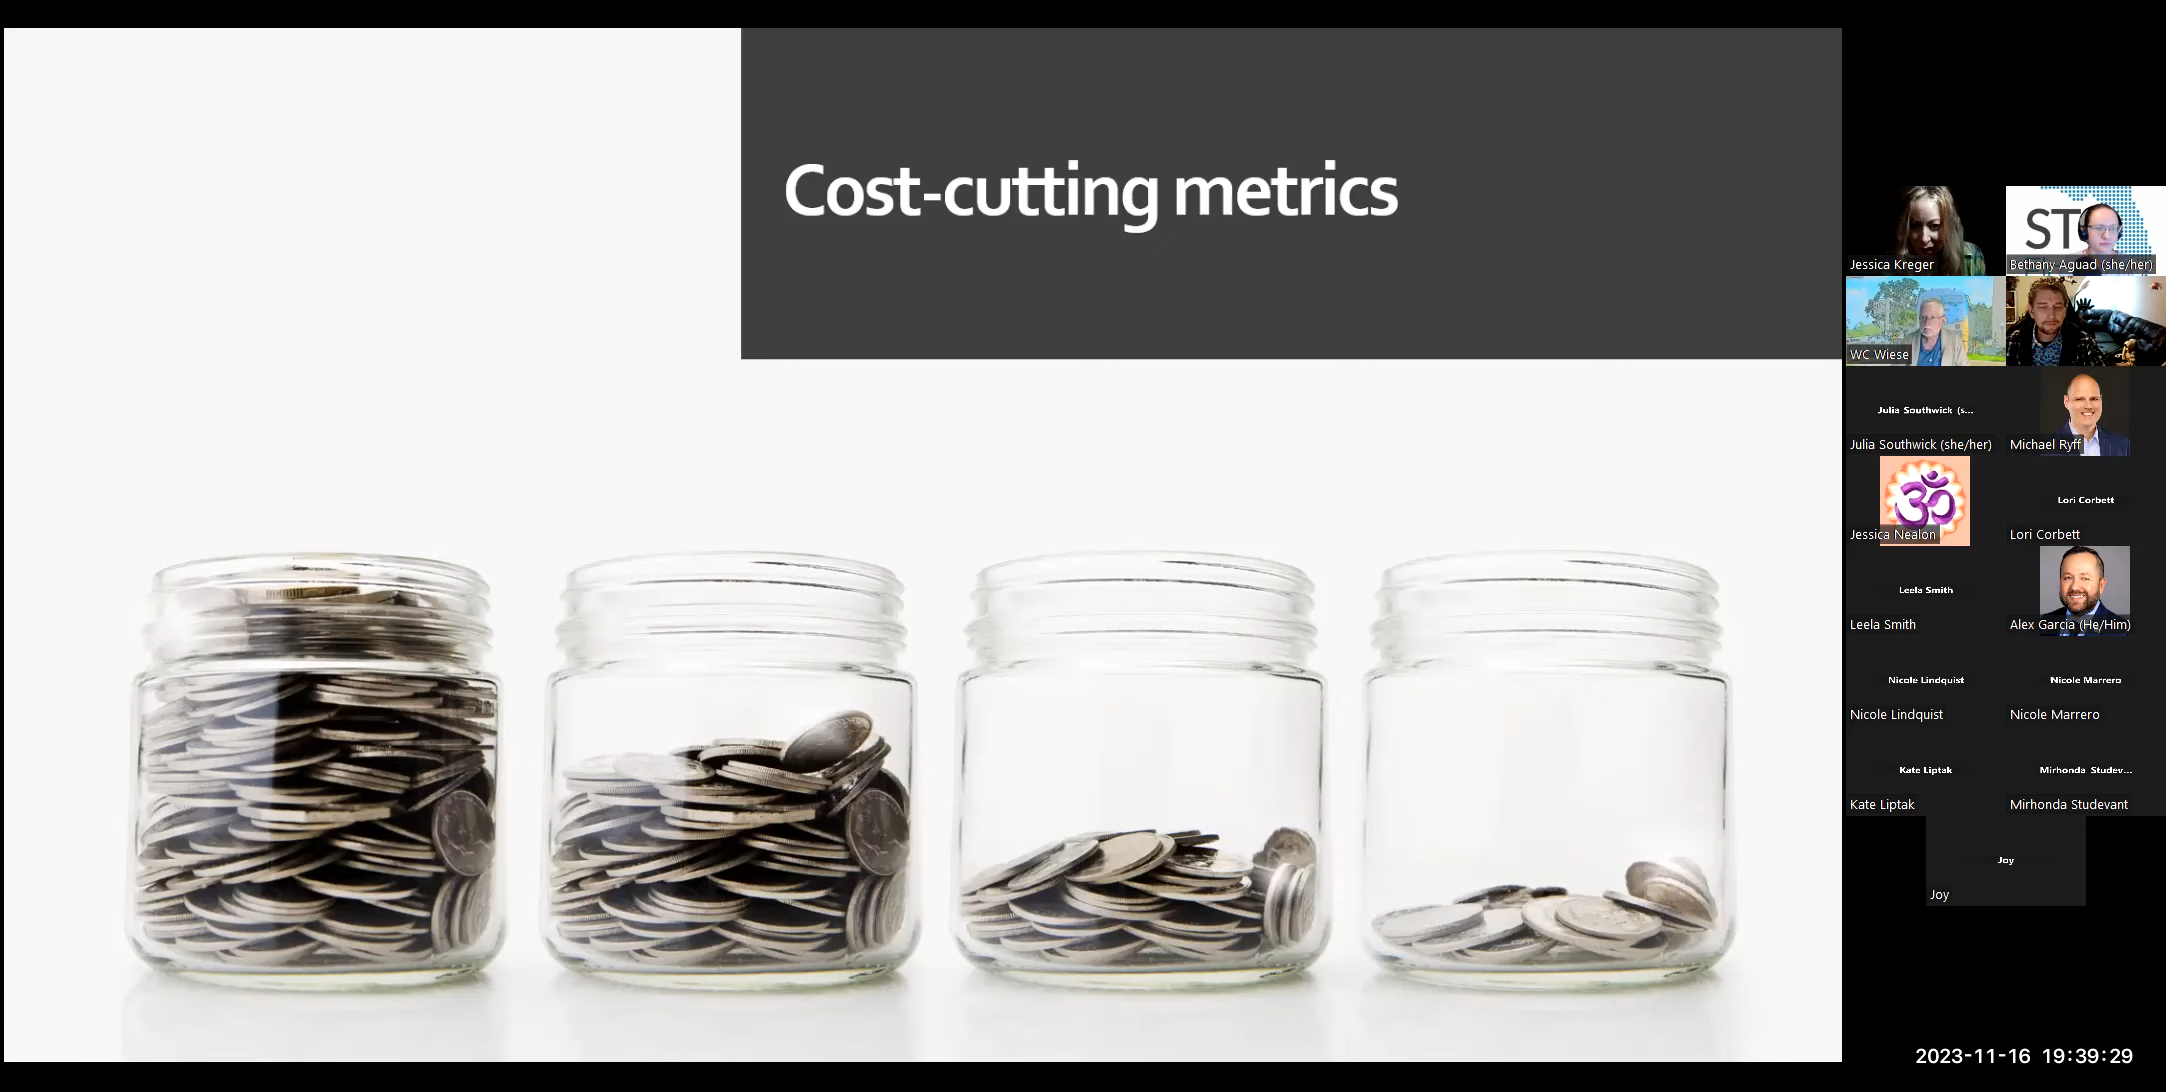 Cost-cutting metrics
Jessica Kreger
ST
Bethany Aguad (she/her)
WC Wiese
Julia Southwick (s...
Julia Southwick (she/her)
Michael Ryff
Jessica Nealon
ॐ
Lori Corbett
Lori Corbett
Leela Smith
Leela Smith
Alex Garcia (He/Him)
Nicole Lindquist
Nicole Lindquist
Nicole Marrero
Nicole Marrero
Kate Liptak
Kate Liptak
Mirhonda Studev...
Mirhonda Studevant
Joy
Joy
2023-11-16 19:39:29